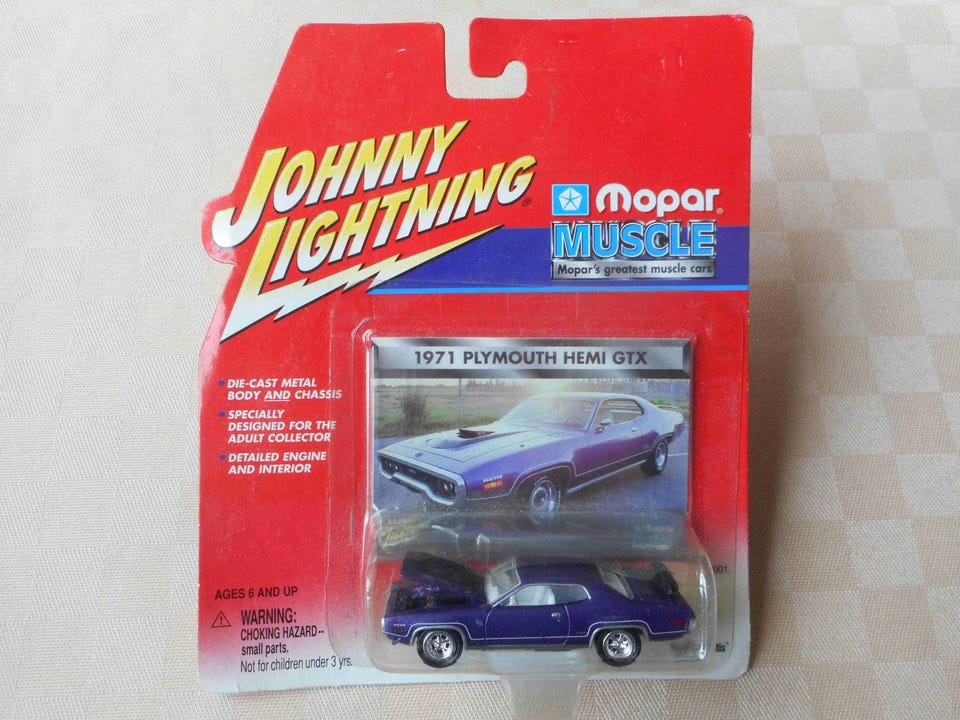 JOHNNY
LIGHTNING®
Mopar®
MUSCLE
Mopar's greatest muscle cars
1971 PLYMOUTH HEMI GTX
• DIE-CAST METAL
BODY AND CHASSIS
• SPECIALLY
DESIGNED FOR THE
ADULT COLLECTOR
• DETAILED ENGINE
AND INTERIOR
Mopar
AGES 6 AND UP
WARNING:
CHOKING HAZARD--
small parts.
Not for children under 3 yrs.